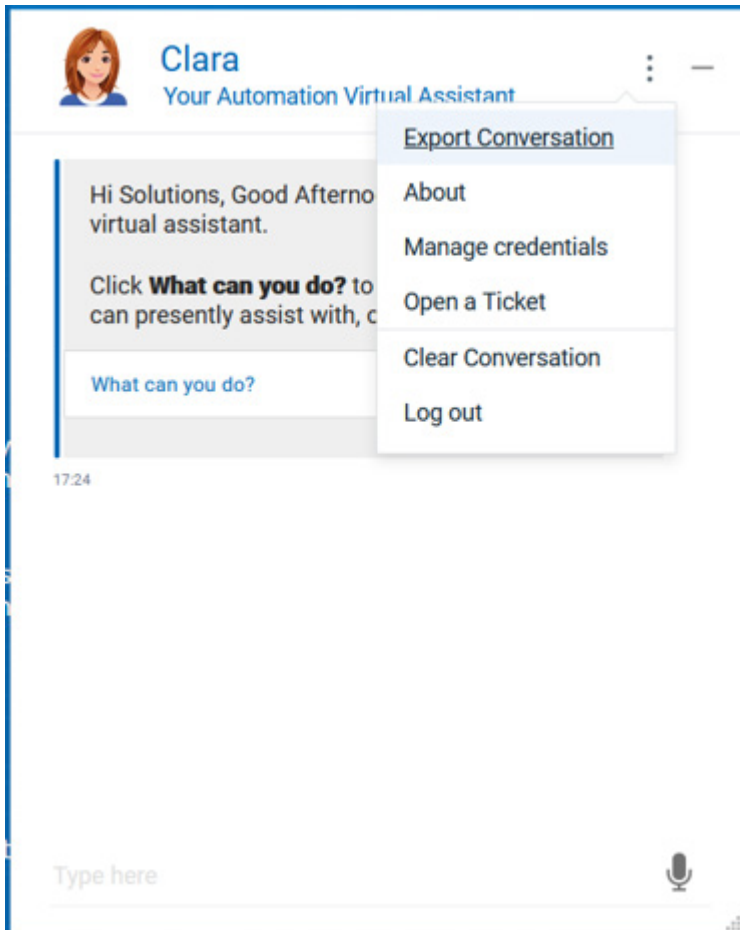 Clara
Your Automation Virtual Assistant
Export Conversation
About
Manage credentials
Open a Ticket
Clear Conversation
Log out
Hi Solutions, Good
virtual assistant.
Click What can you do? to
can presently assist with,
What can you do?
17:24
Type here